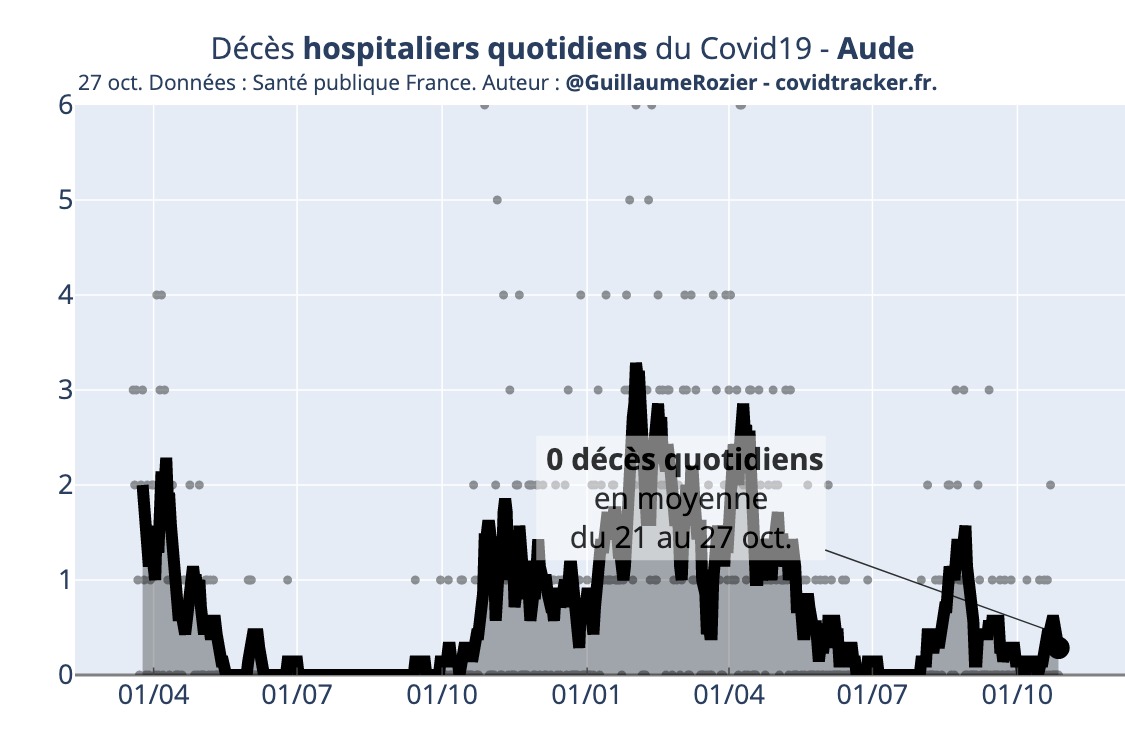 Décès hospitaliers quotidiens du Covid19 - Aude
27 oct. Données : Santé publique France. Auteur : @GuillaumeRozier - covidtracker.fr.
6
5
4
3
2
1
0
0 décès quotidiens
en moyenne
du 21 au 27 oct.
01/04 01/07 01/10 01/01 01/04 01/07 01/10